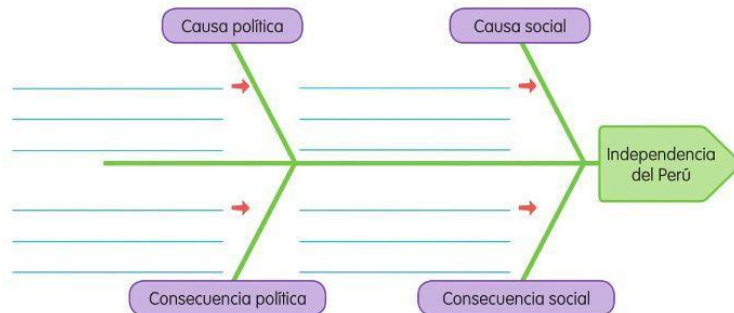 Causa política
Causa social
Independencia
del Perú
Consecuencia política
Consecuencia social